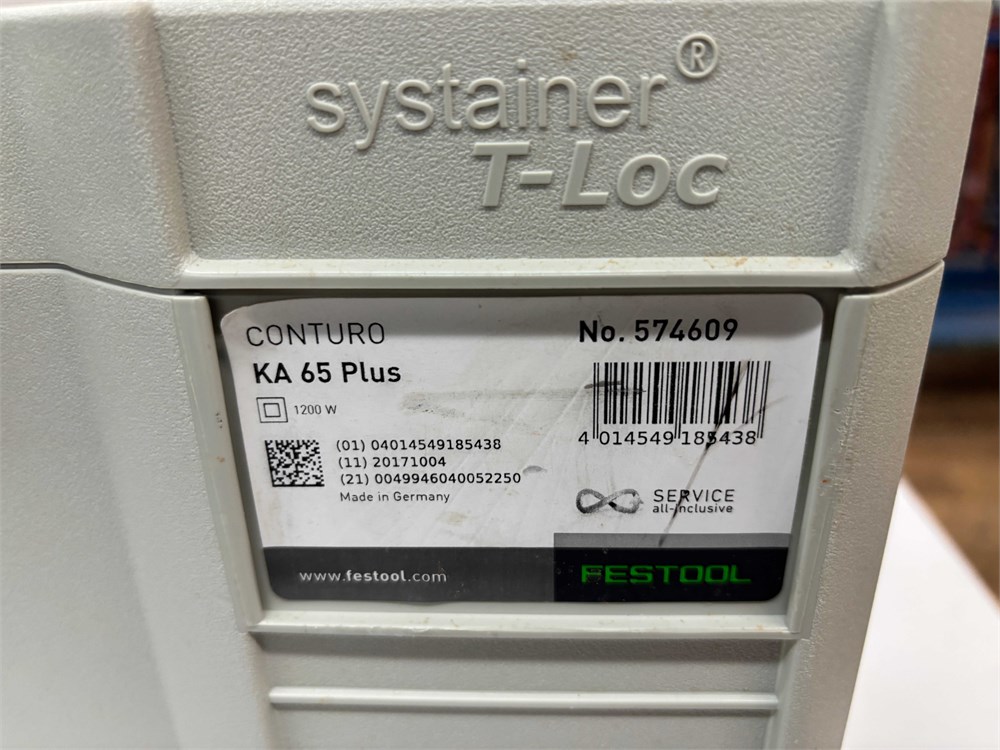 systainer®
T-LOC
CONTURO
KA 65 Plus
1200 W
No. 574609
4 014549 185438
(01) 04014549185438
(11) 20171004
(21) 0049946040052250
Made in Germany
SERVICE
all-inclusive
www.festool.com
FESTOOL